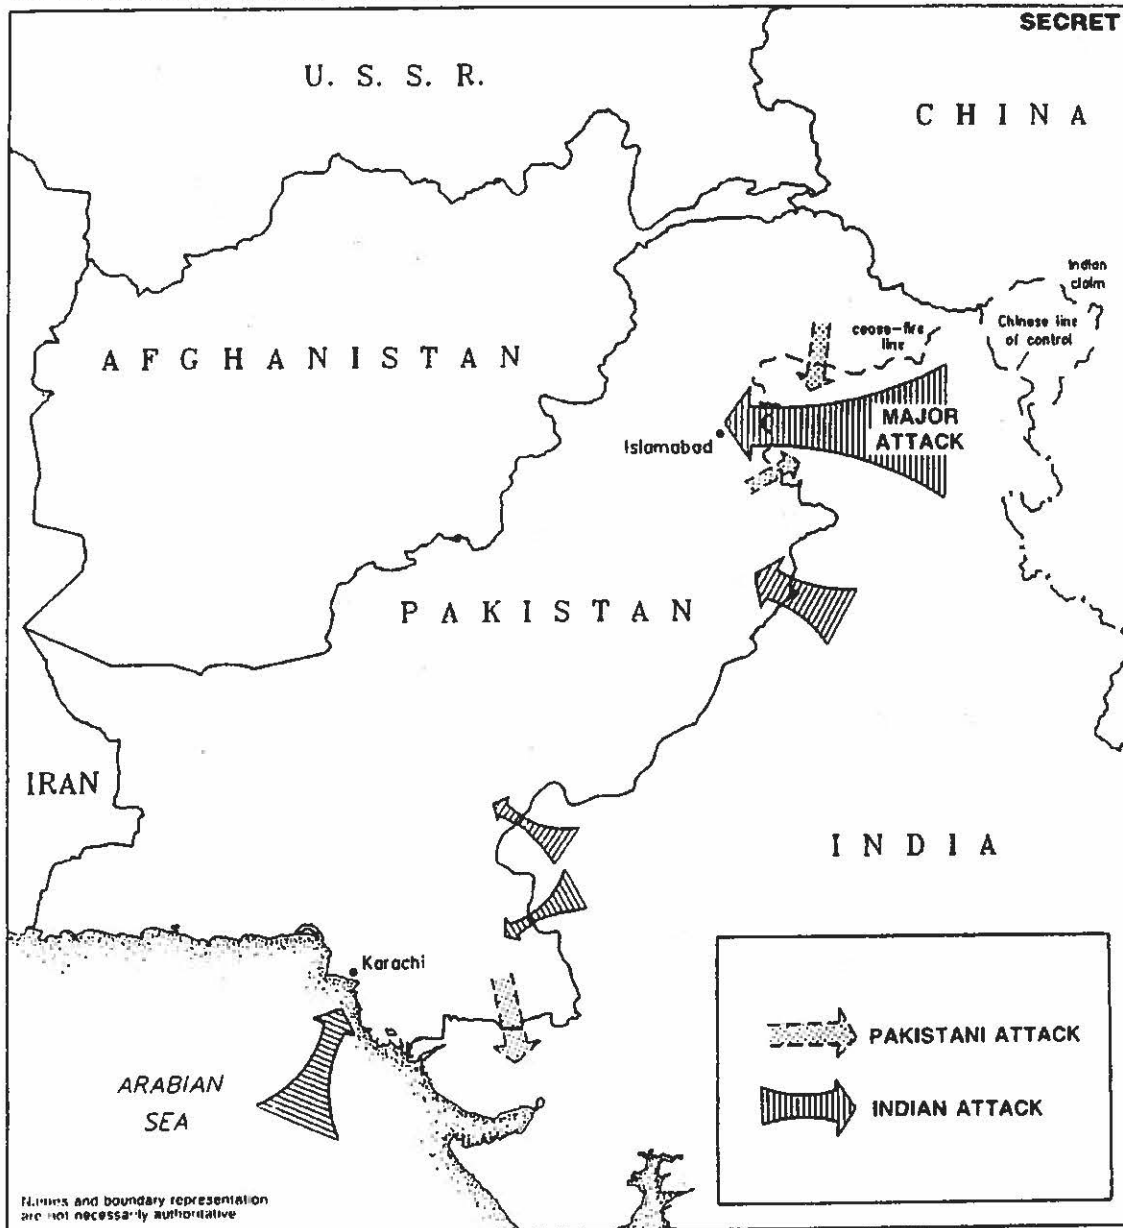 SECRET
U. S. S. R.
CHINA
Indian
claim
Chinese line
of control
cease-fire
line
AFGHANISTAN
MAJOR
ATTACK
Islamabad
PAKISTAN
IRAN
INDIA
Karachi
PAKISTANI ATTACK
ARABIAN
SEA
INDIAN ATTACK
Names and boundary representation
are not necessarily authoritative